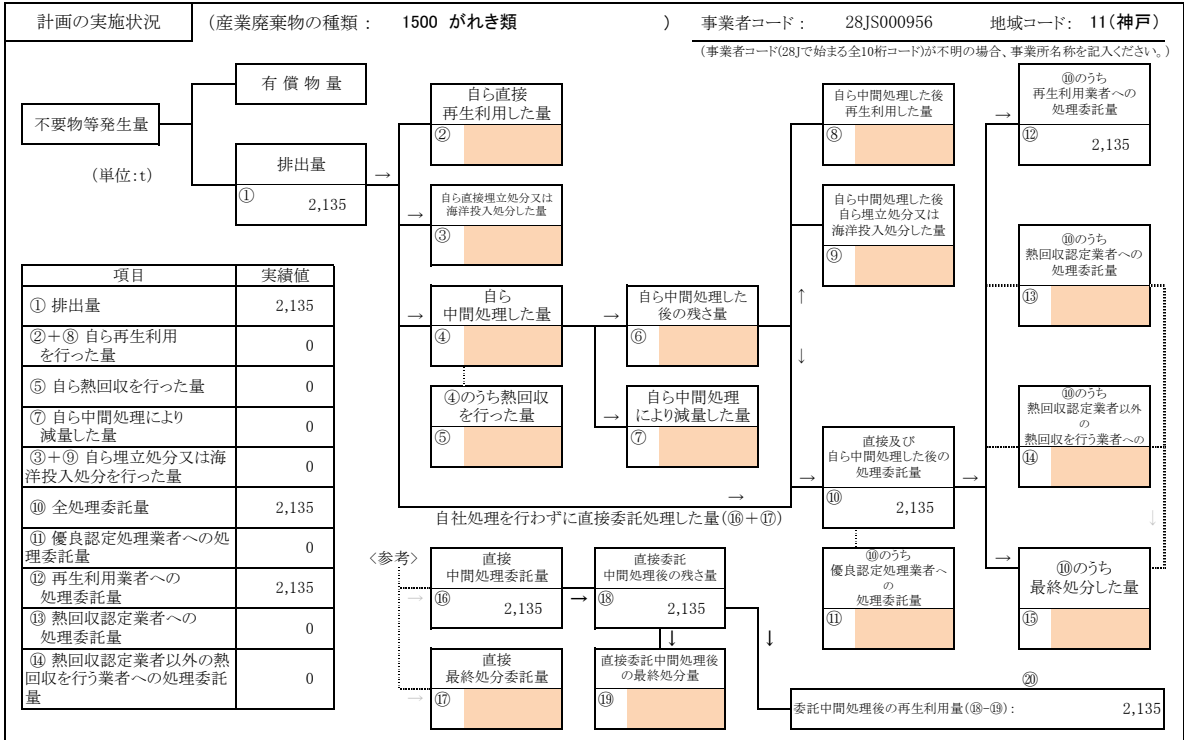 計画の実施状況 (産業廃棄物の種類： 1500 がれき類 ) 事業者コード： 28JS000956 地域コード： 11(神戸)
(事業者コード(28Jで始まる全10桁コード)が不明の場合、事業所名称を記入ください。)
不要物等発生量
(単位:t)
有 償 物 量
排出量
→
① 2,135
自ら直接
再生利用した量
②
→
自ら直接埋立処分又は
海洋投入処分した量
③
→
自ら
中間処理した量
④
④のうち熱回収
を行った量
⑤
→
自ら中間処理した
後の残さ量
⑥
→
自ら中間処理
により減量した量
⑦
自ら中間処理した後
再生利用した量
⑧
自ら中間処理した後
自ら埋立処分又は
海洋投入処分した量
⑨
↑
↓
→
直接及び
自ら中間処理した後の
処理委託量
→
⑩ 2,135
⑩のうち
優良認定処理業者へ
の
処理委託量
⑪
→
⑩のうち
再生利用業者への
処理委託量
⑫ 2,135
⑩のうち
熱回収認定業者への
処理委託量
⑬
⑩のうち
熱回収認定業者以外
の
熱回収を行う業者への
⑭
↓
→
⑩のうち
最終処分した量
⑮
→
自社処理を行わずに直接委託処理した量(⑯＋⑰)
〈参考〉
→
直接
中間処理委託量
⑯ 2,135
→
直接委託
中間処理後の残さ量
⑱ 2,135
↓
↓
→
直接
最終処分委託量
⑰
直接委託中間処理後
の最終処分量
⑲
⑳
委託中間処理後の再生利用量(⑱-⑲)： 2,135
項目 実績値
① 排出量 2,135
②＋⑧ 自ら再生利用
を行った量 0
⑤ 自ら熱回収を行った量 0
⑦ 自ら中間処理により
減量した量 0
③＋⑨ 自ら埋立処分又は海
洋投入処分を行った量 0
⑩ 全処理委託量 2,135
⑪ 優良認定処理業者への処
理委託量 0
⑫ 再生利用業者への
処理委託量 2,135
⑬ 熱回収認定業者への
処理委託量 0
⑭ 熱回収認定業者以外の熱
回収を行う業者への処理委託
量 0